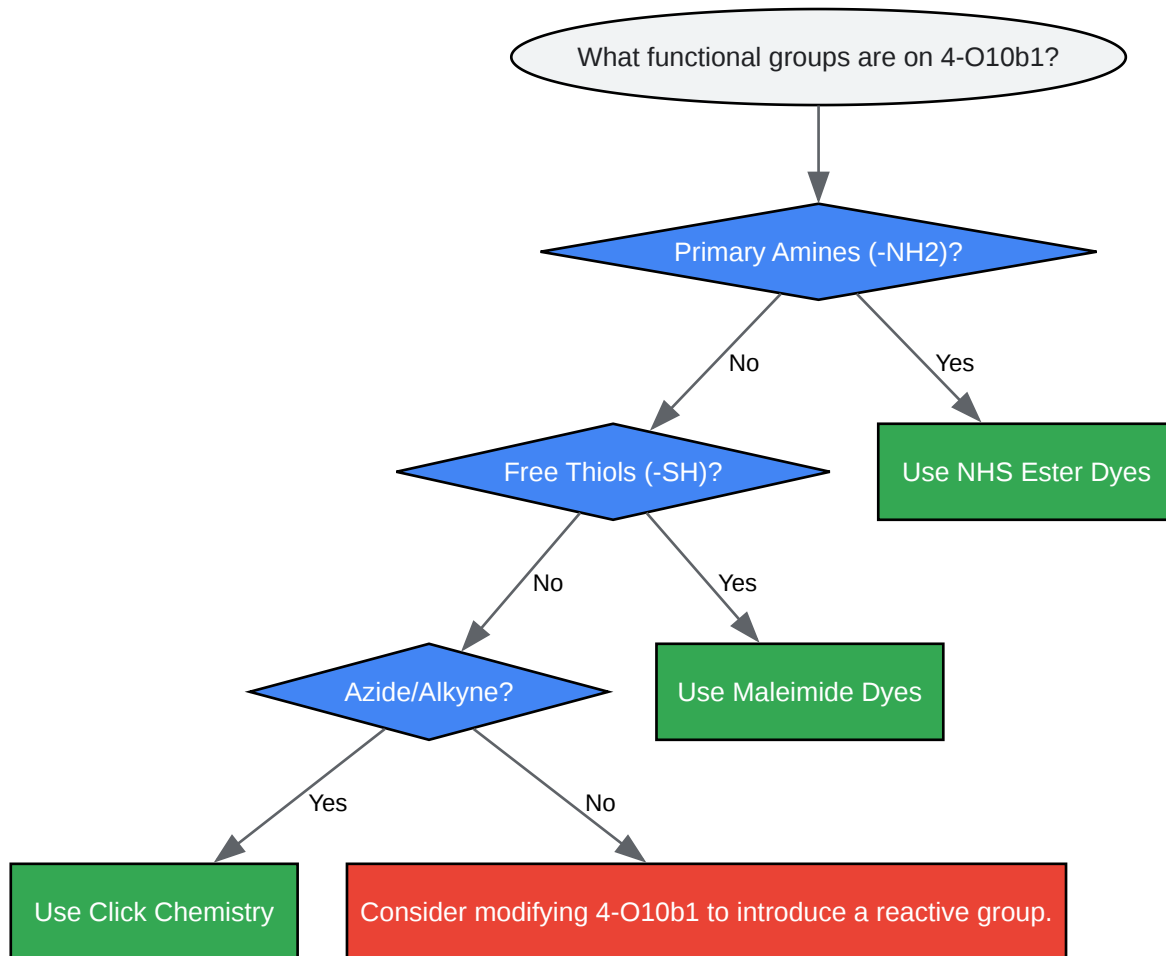 What functional groups are on 4-O10b1?
Primary Amines (-NH2)?
No
Yes
Free Thiols (-SH)?
Use NHS Ester Dyes
No
Yes
Azide/Alkyne?
Use Maleimide Dyes
Yes
No
Use Click Chemistry
Consider modifying 4-O10b1 to introduce a reactive group.